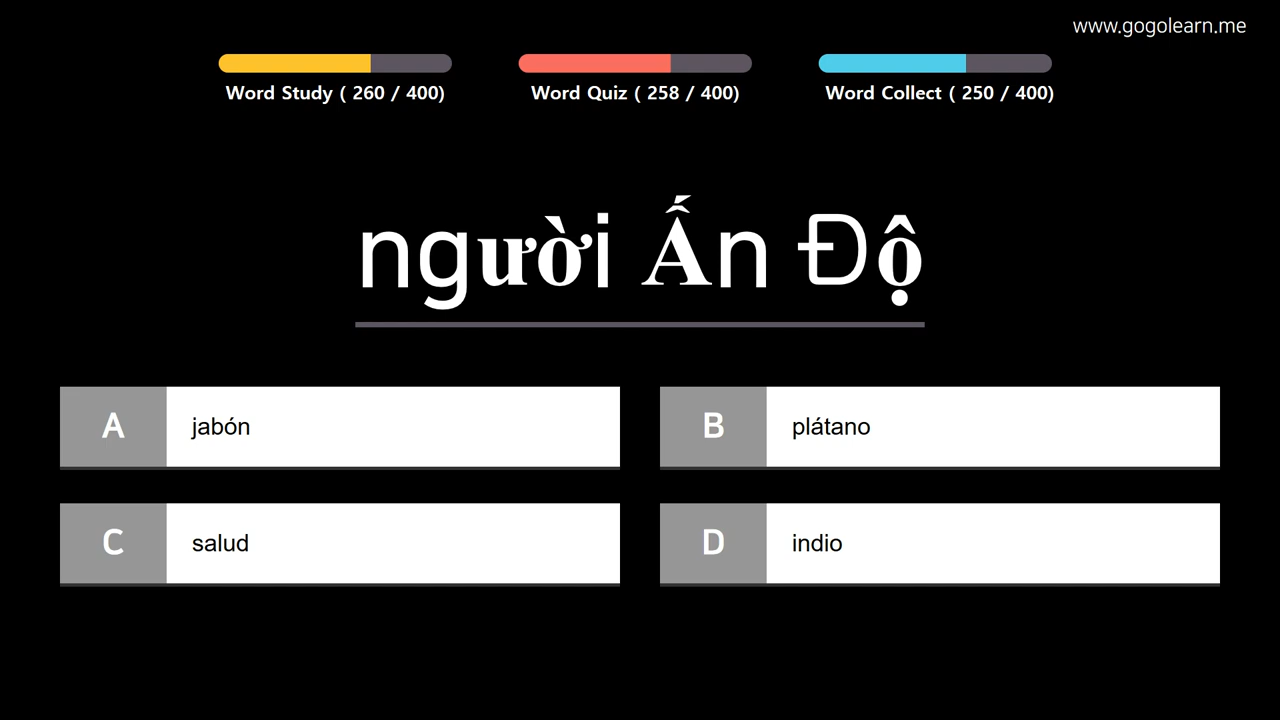 www.gogolearn.me
Word Study ( 260 / 400)
Word Quiz ( 258 / 400)
Word Collect ( 250 / 400)
người Ấn Độ
A jabón
B plátano
C salud
D indio